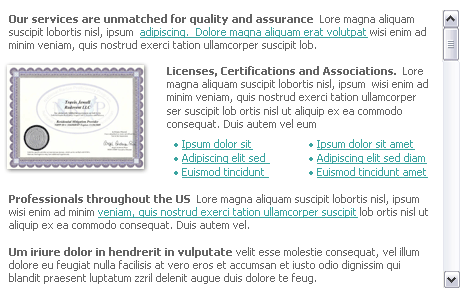 Our services are unmatched for quality and assurance Lore magna aliquam
suscipit lobortis nisl, ipsum adipiscing. Dolore magna aliquam erat volutpat wisi enim ad
minim veniam, quis nostrud exerci tation ullamcorper suscipit lob.
Licenses, Certifications and Associations. Lore
magna aliquam suscipit lobortis nisl, ipsum wisi enim ad
minim veniam, quis nostrud exerci tation ullamcorper
ser suscipit lob ortis nisl ut aliquip ex ea commodo
consequat. Duis autem vel eum
Ipsum dolor sit
Adipiscing elit sed
Euismod tincidunt
Ipsum dolor sit amet
Adipiscing elit sed diam
Euismod tincidunt amet
Professionals throughout the US Lore magna aliquam suscipit lobortis nisl, ipsum
wisi enim ad minim veniam, quis nostrud exerci tation ullamcorper suscipit lob ortis nisl ut
aliquip ex ea commodo consequat. Duis autem vel.
Um iriure dolor in hendrerit in vulputate velit esse molestie consequat, vel illum
dolore eu feugiat nulla facilisis at vero eros et accumsan et iusto odio dignissim qui
blandit praesent luptatum zzril delenit augue duis dolore te feug.